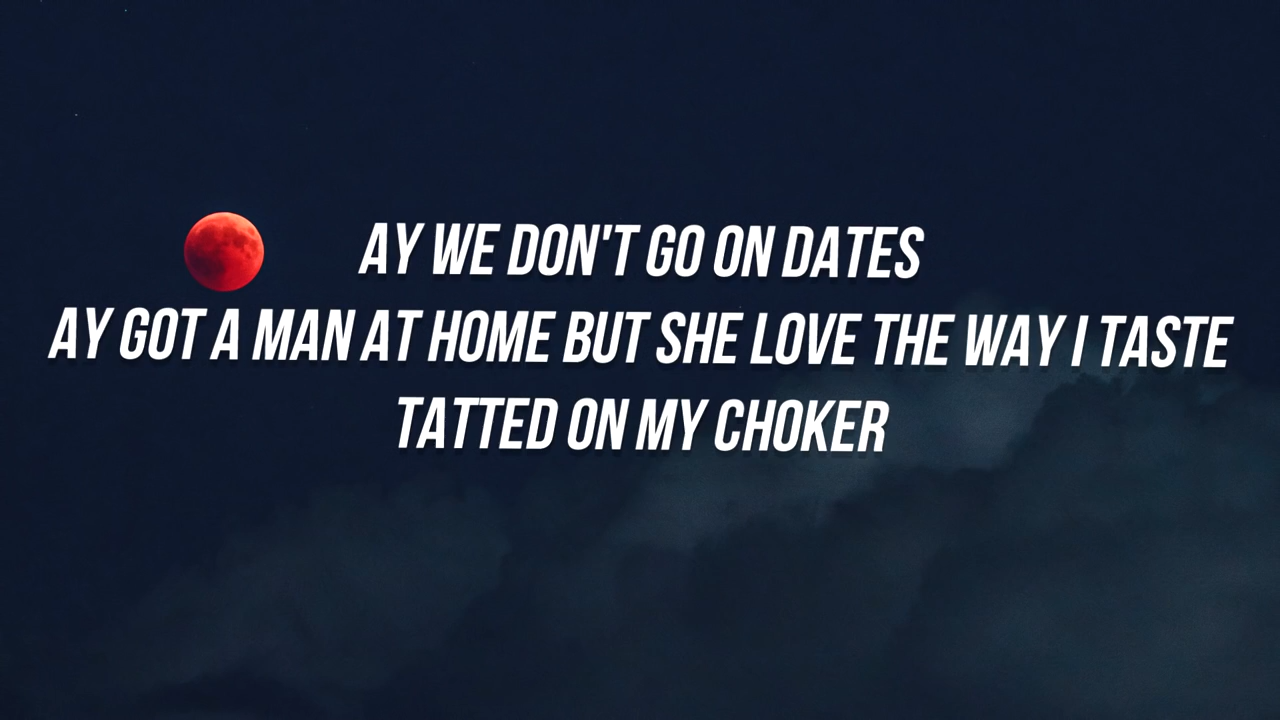 AY WE DON'T GO ON DATES
AY GOT A MAN AT HOME BUT SHE LOVE THE WAY I TASTE
TATTED ON MY CHOKER